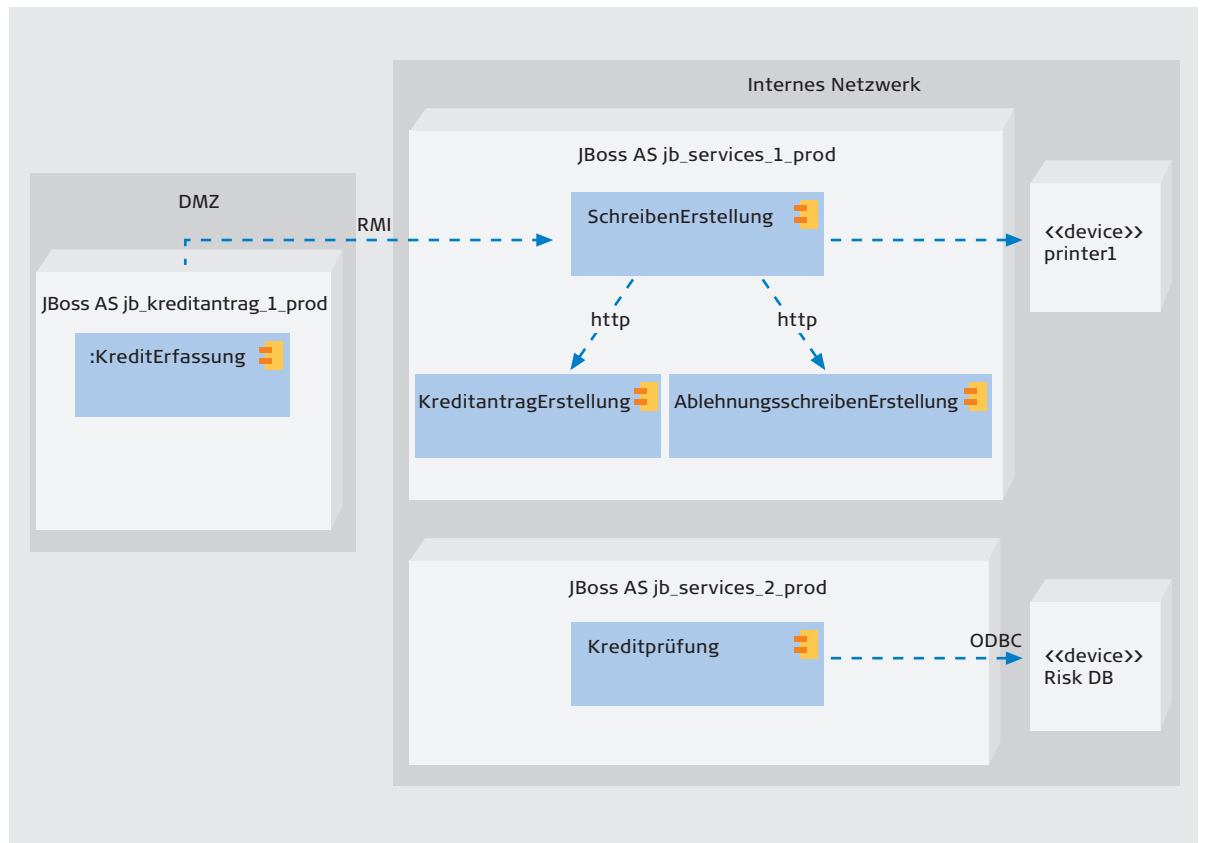 Internes Netzwerk
JBoss AS jb_services_1_prod
DMZ
RMI
SchreibenErstellung
<<device>>
printer1
JBoss AS jb_kreditantrag_1_prod
http
http
:KreditErfassung
KreditantragErstellung
AblehnungsschreibenErstellung
JBoss AS jb_services_2_prod
Kreditprüfung
ODBC
<<device>>
Risk DB